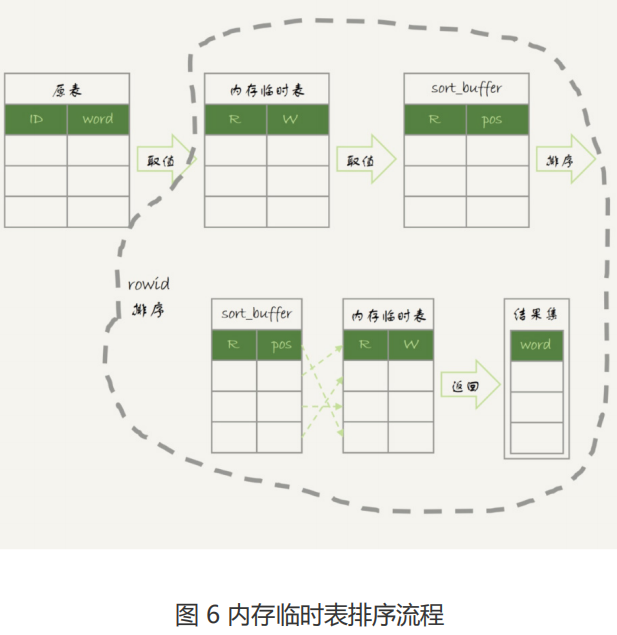 原表
ID word
取值
内存临时表
R W
取值
sort_buffer
R pos
排序
rowid
排序
sort_buffer
R pos
内存临时表
R W
返回
结果集
word
图 6 内存临时表排序流程